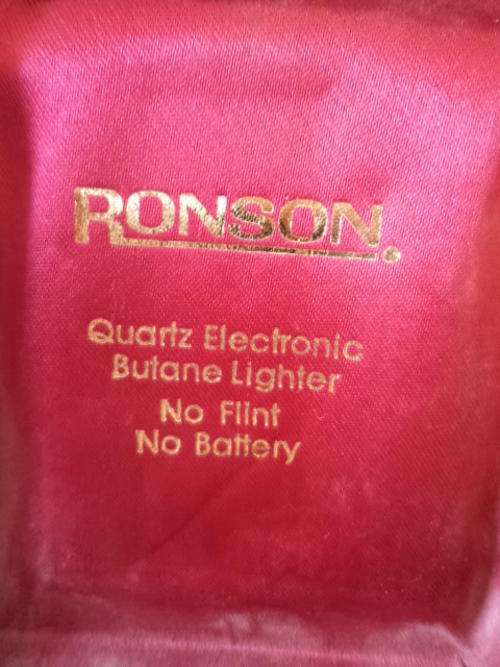 RONSON
Quartz Electronic
Butane Lighter
No Flint
No Battery